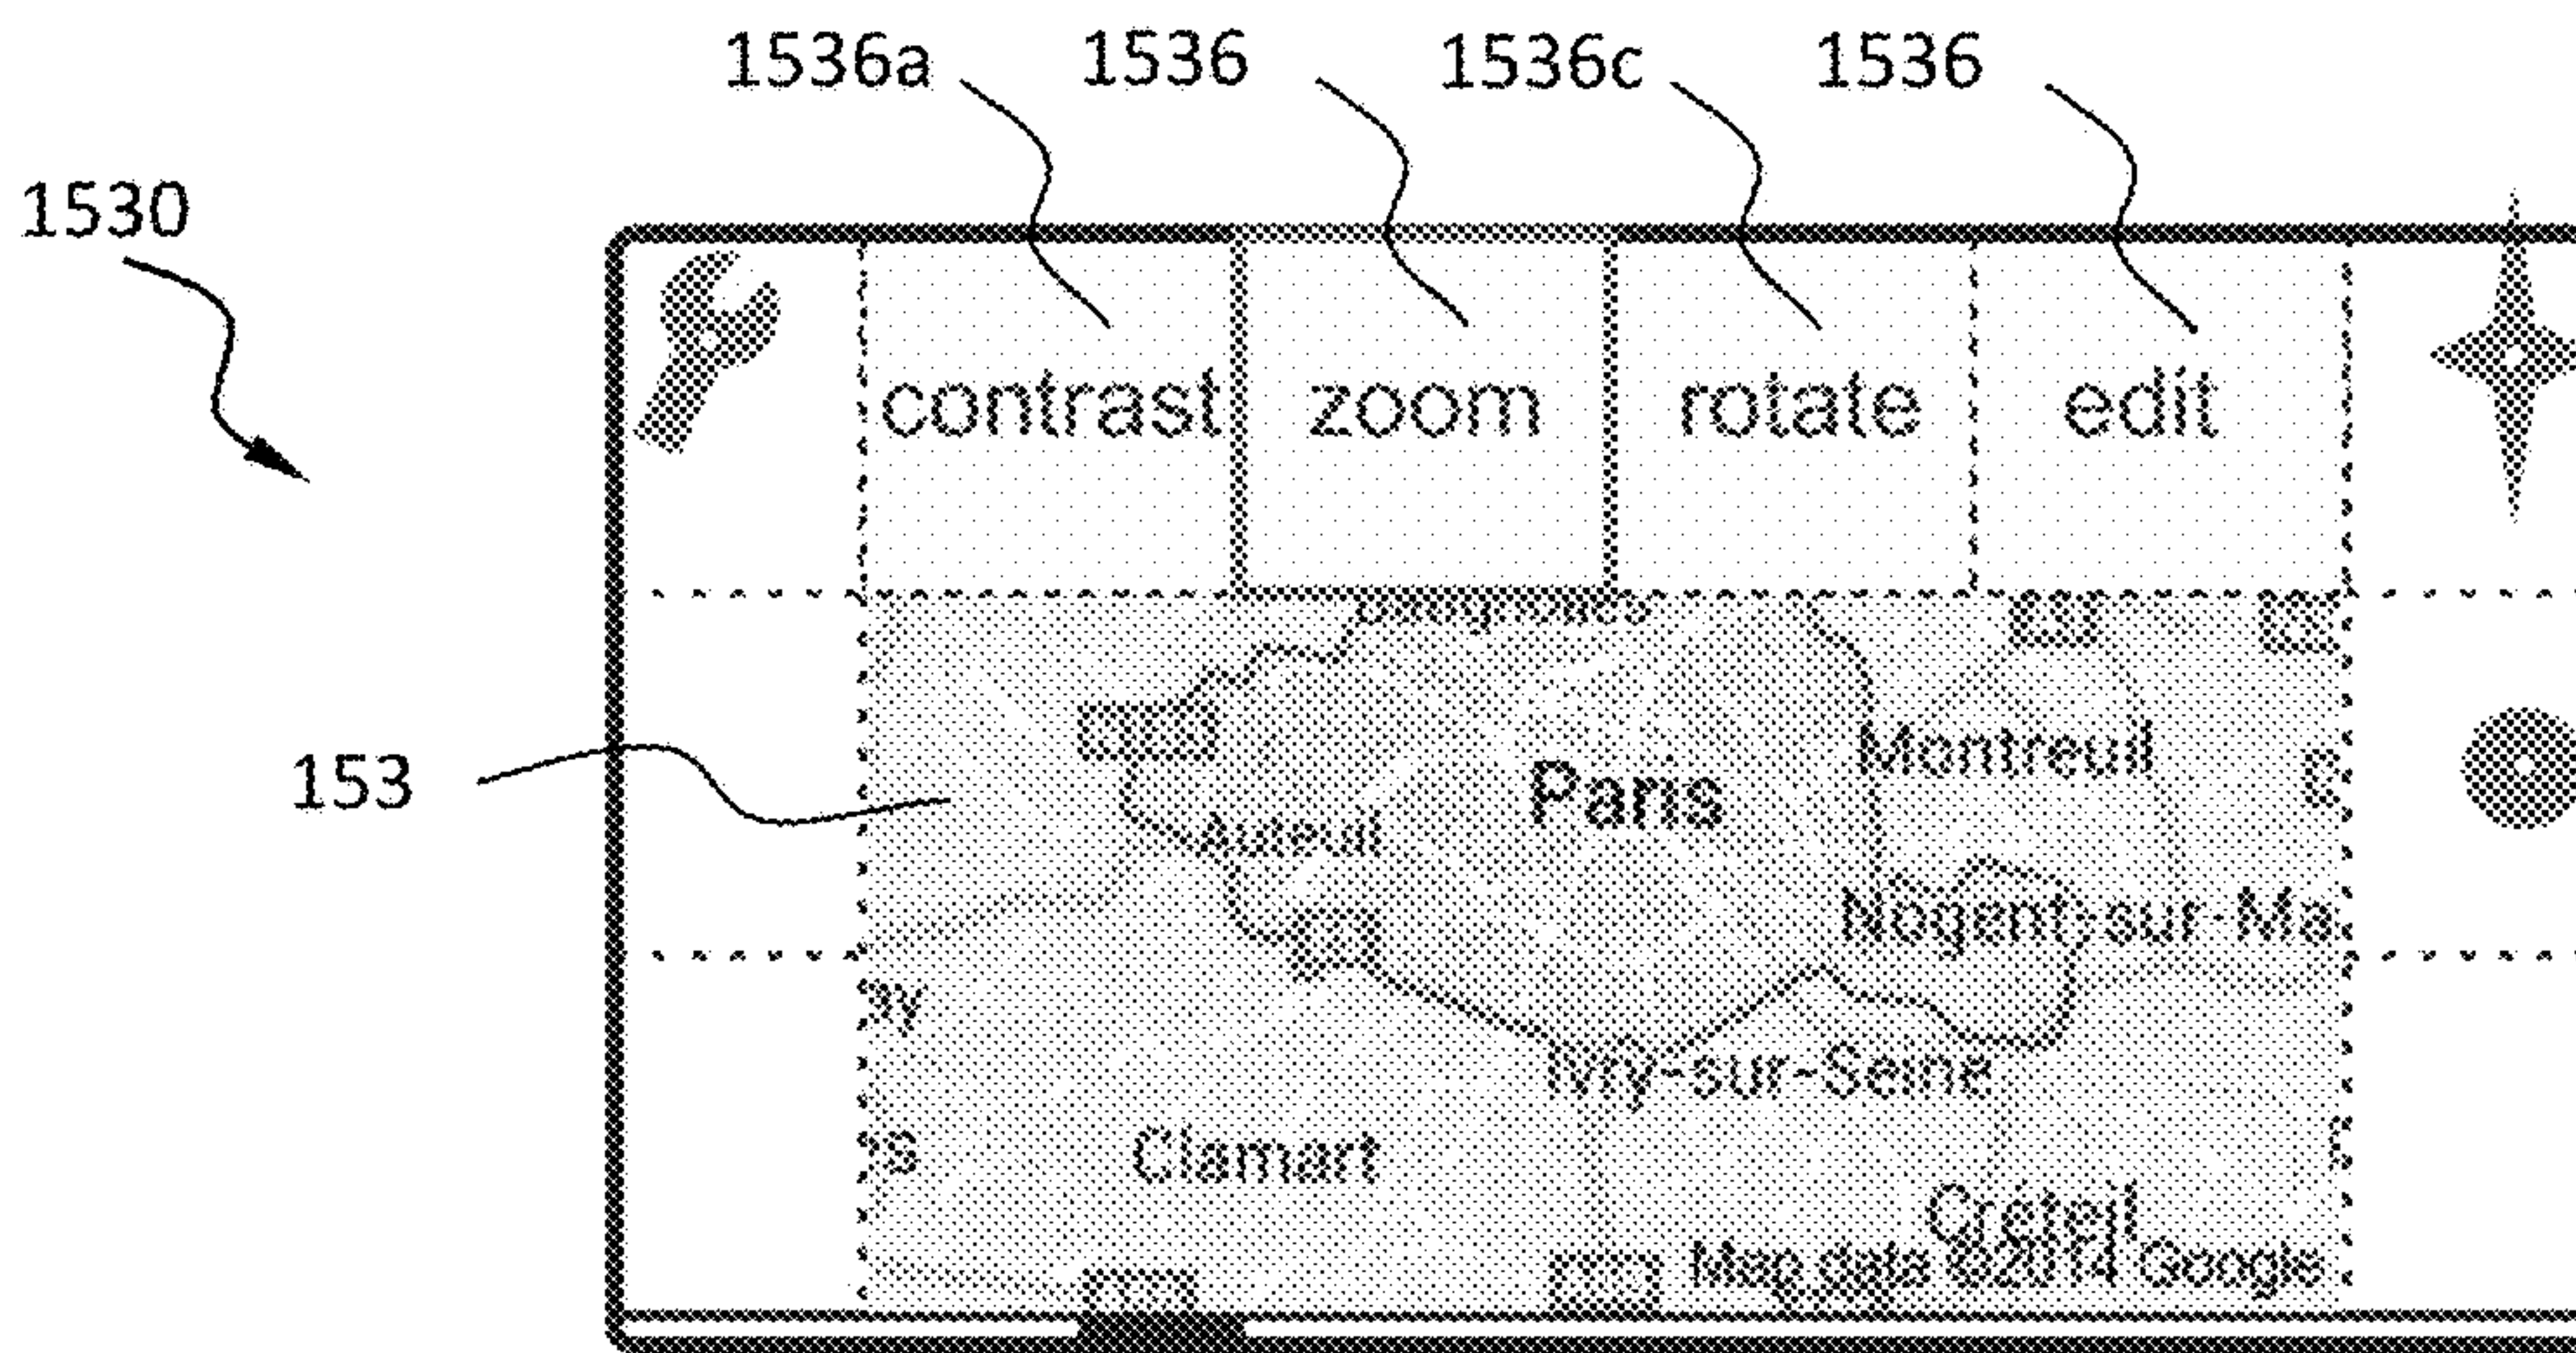 1536a 1536 1536c 1536
1530
contrast zoom rotate edit
153
Montreuil
Paris
Auteuil
Nogent-sur-Ma
ay
Ivry-sur-Seine
Clamart
Créteil
Map data ©2014 Google